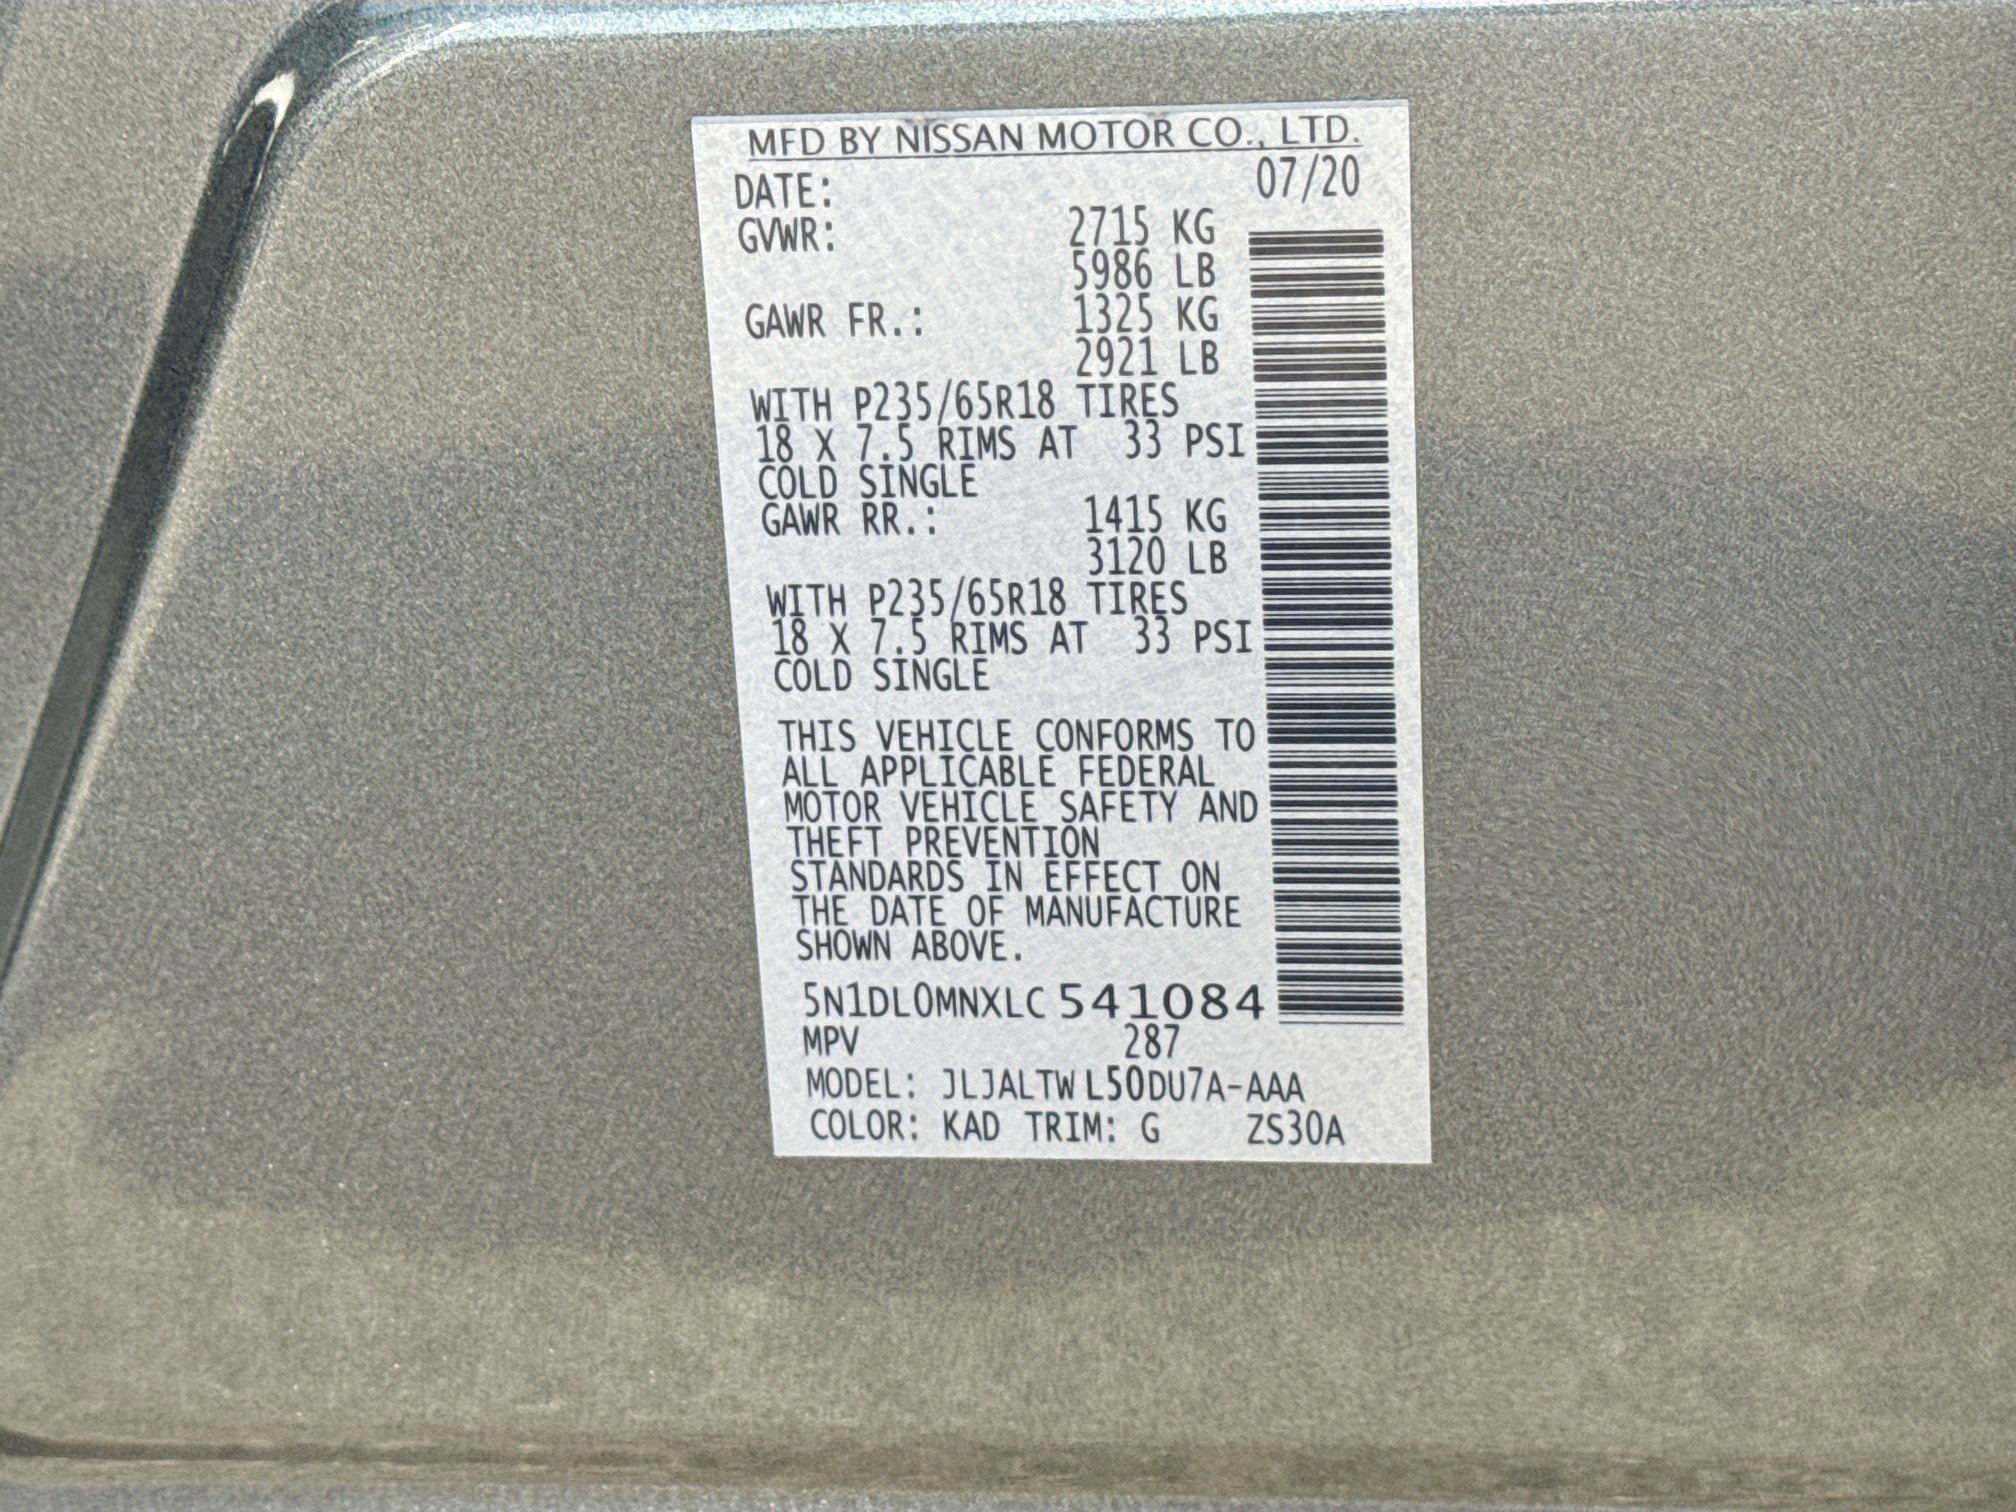 MFD BY NISSAN MOTOR CO., LTD.
DATE: 07/20
GVWR: 2715 KG
5986 LB
GAWR FR.: 1325 KG
2921 LB
WITH P235/65R18 TIRES
18 X 7.5 RIMS AT 33 PSI
COLD SINGLE
GAWR RR.: 1415 KG
3120 LB
WITH P235/65R18 TIRES
18 X 7.5 RIMS AT 33 PSI
COLD SINGLE
THIS VEHICLE CONFORMS TO
ALL APPLICABLE FEDERAL
MOTOR VEHICLE SAFETY AND
THEFT PREVENTION
STANDARDS IN EFFECT ON
THE DATE OF MANUFACTURE
SHOWN ABOVE.
5N1DL0MNXLC541084
MPV 287
MODEL: JLJALTWL50DU7A-AAA
COLOR: KAD TRIM: G ZS30A